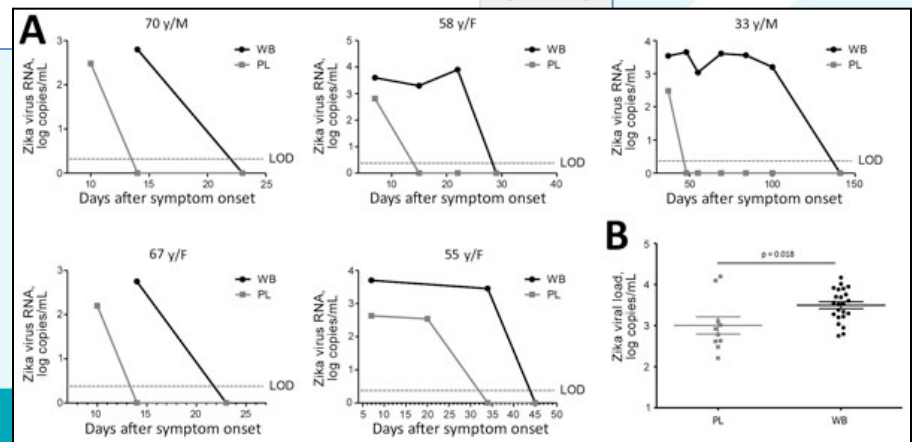 A
70 y/M
Zika virus RNA,
log copies/mL
3
2
1
0
WB
PL
LOD
10
15
20
25
Days after symptom onset
58 y/F
Zika virus RNA,
log copies/mL
5
4
3
2
1
0
WB
PL
LOD
10
20
30
40
Days after symptom onset
33 y/M
Zika virus RNA,
log copies/mL
4
3
2
1
0
WB
PL
LOD
50
100
150
Days after symptom onset
67 y/F
Zika virus RNA,
log copies/mL
3
2
1
0
WB
PL
LOD
10
15
20
25
Days after symptom onset
55 y/F
Zika virus RNA,
log copies/mL
4
3
2
1
0
WB
PL
LOD
5
10
15
20
25
30
35
40
45
50
Days after symptom onset
B
Zika viral load,
log copies/mL
5
4
3
2
1
p = 0.018
PL
WB